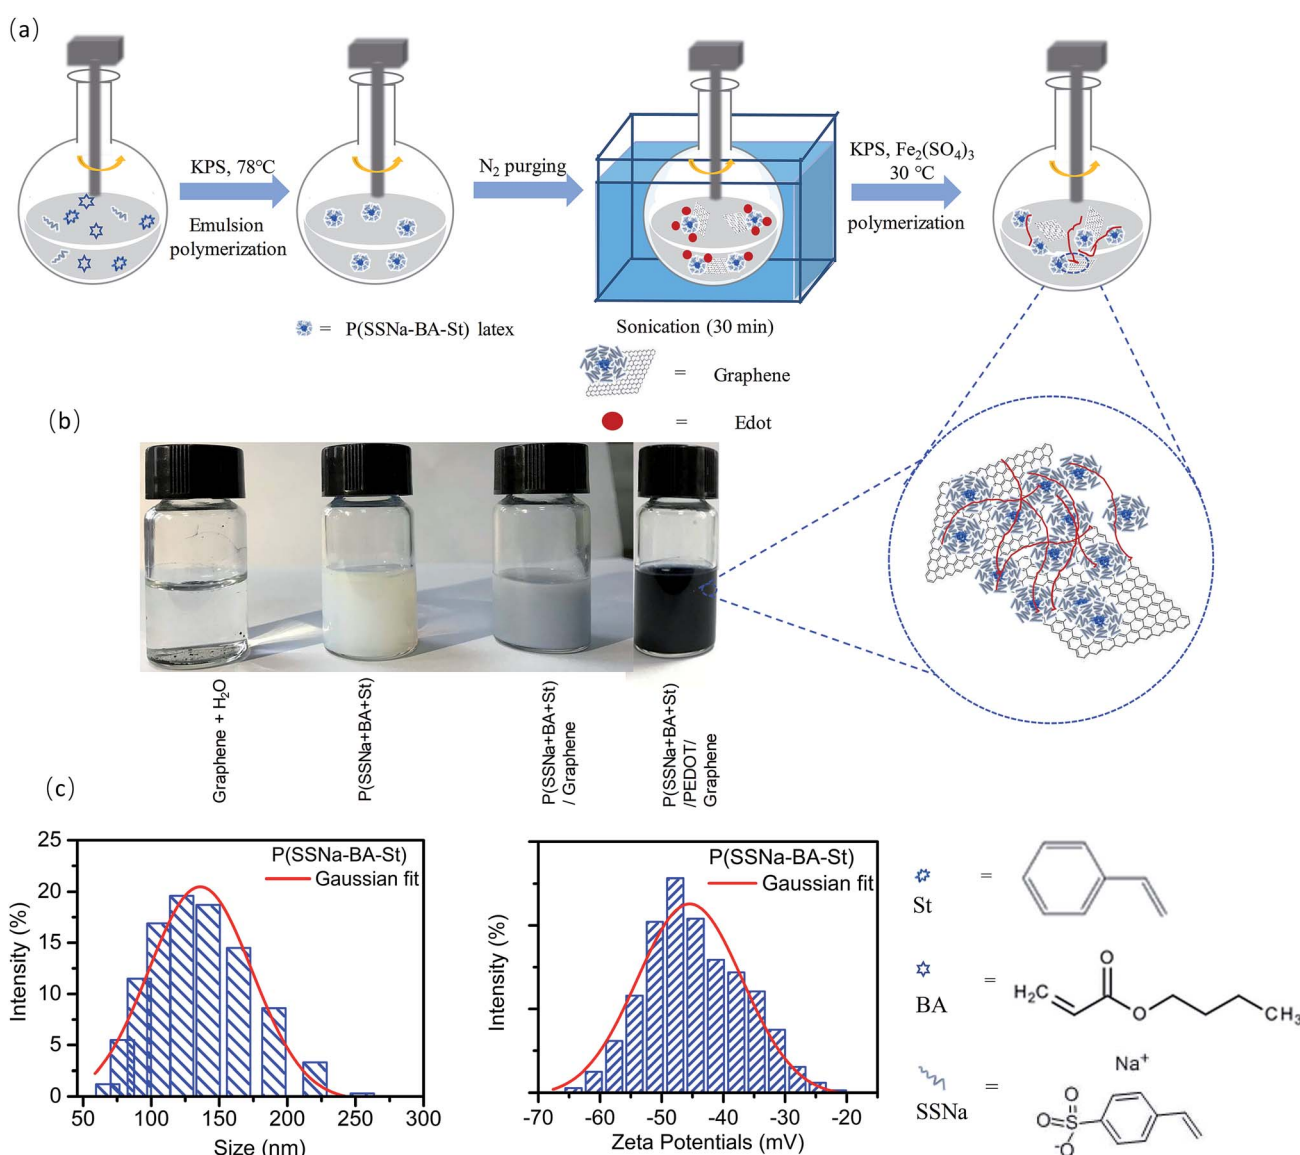 (a)
KPS, 78℃
Emulsion
polymerization
N₂ purging
KPS, Fe₂(SO₄)₃
30 ℃
polymerization
= P(SSNa-BA-St) latex
Sonication (30 min)
= Graphene
= Edot
(b)
Graphene + H₂O
P(SSNa+BA+St)
P(SSNa+BA+St)
/ Graphene
P(SSNa+BA+St)
/PEDOT/
Graphene
(c)
25
20
15
10
5
0
Intensity (%)
P(SSNa-BA-St)
Gaussian fit
50 100 150 200 250 300
Size (nm)
Intensity (%)
P(SSNa-BA-St)
Gaussian fit
-70 -60 -50 -40 -30 -20
Zeta Potentials (mV)
=
St
=
BA
O
H₂C
O
CH₃
=
SSNa
Na⁺
O
O
S
-O